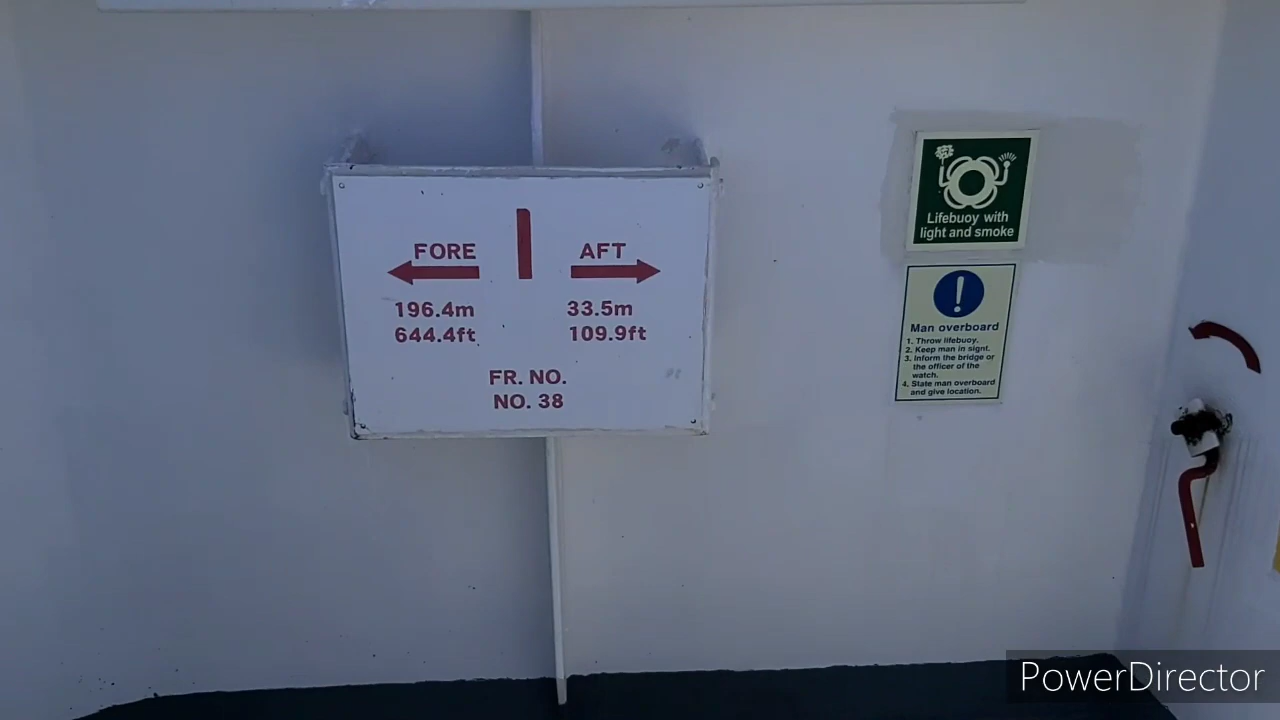 FORE
AFT
196.4m
33.5m
644.4ft
109.9ft
FR. NO.
NO. 38
Lifebuoy with
light and smoke
Man overboard
1. Throw lifebuoy.
2. Keep man in signt.
3. inform the bridge or
the officer of the
watch.
4. State man overboard
and give location.
PowerDirector